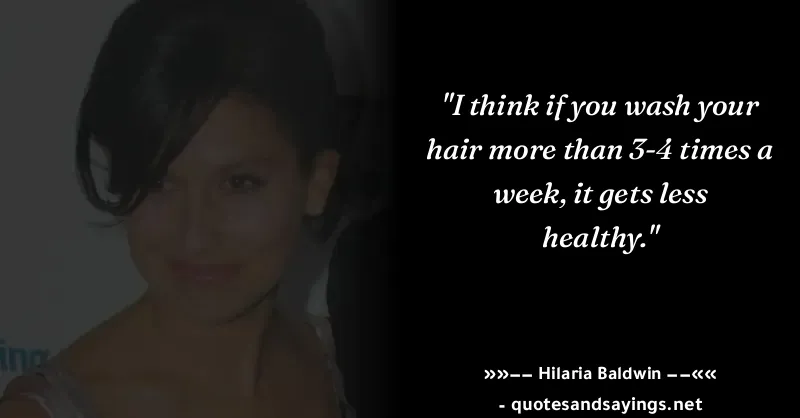 "I think if you wash your
hair more than 3-4 times a
week, it gets less
healthy."
ing
»»—— Hilaria Baldwin ——««
- quotesandsayings.net